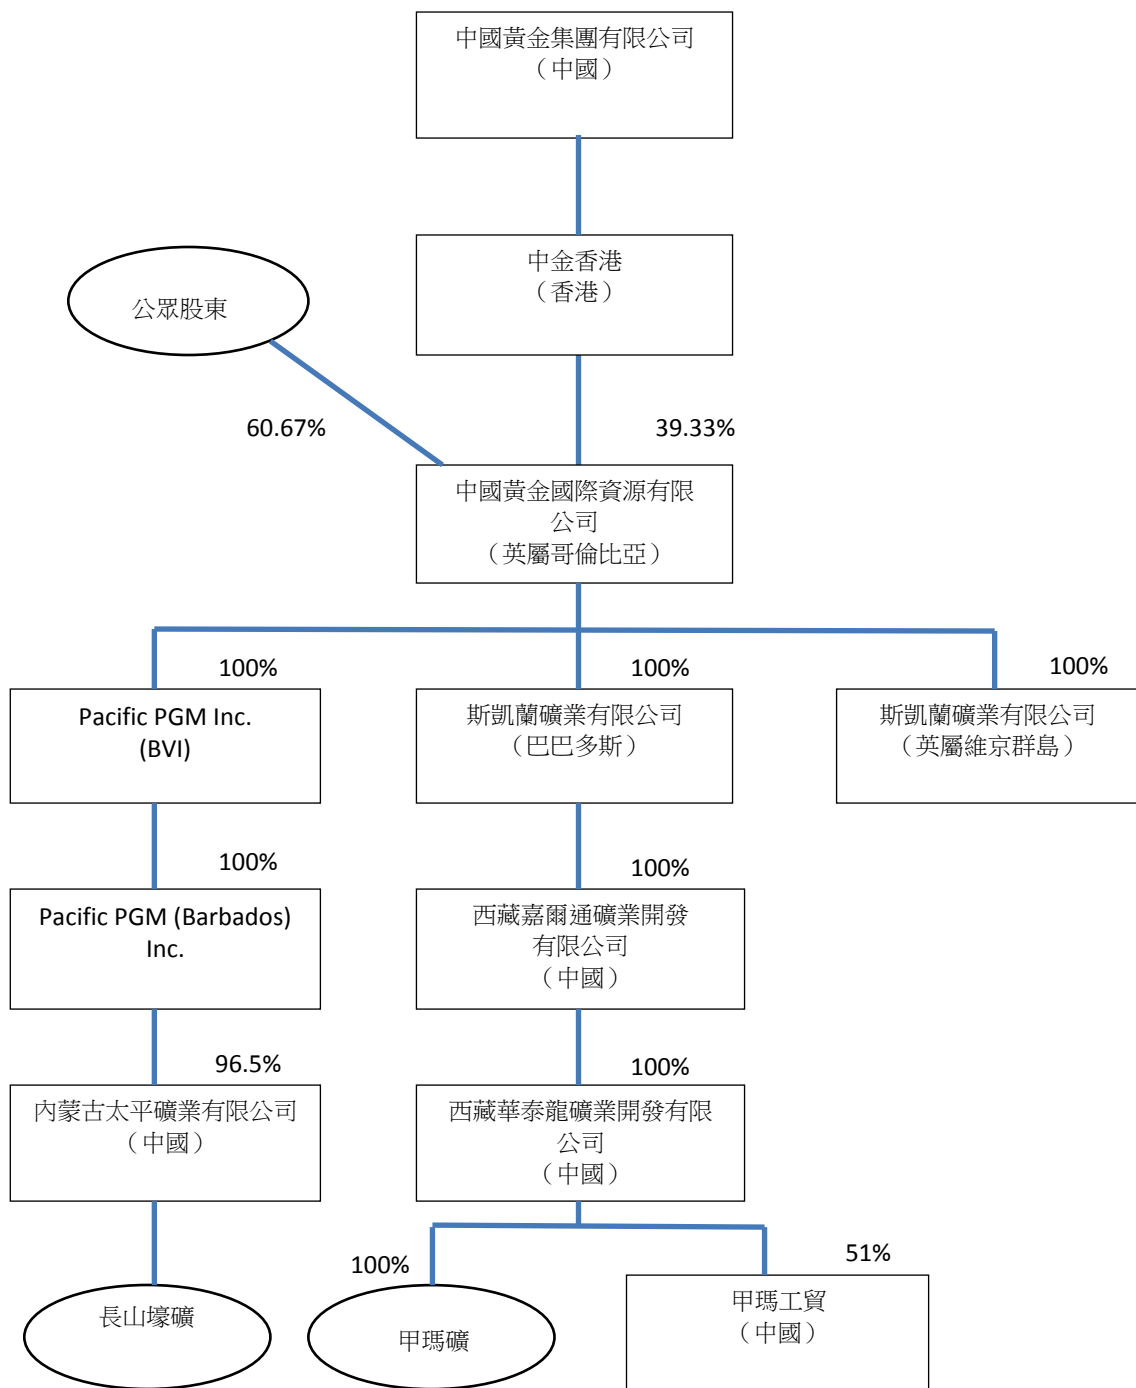 中國黃金集團有限公司
（中國）
中金香港
（香港）
公眾股東
60.67%
39.33%
中國黃金國際資源有限
公司
（英屬哥倫比亞）
100%
100%
100%
Pacific PGM Inc.
(BVI)
斯凱蘭礦業有限公司
（巴巴多斯）
斯凱蘭礦業有限公司
（英屬維京群島）
100%
100%
Pacific PGM (Barbados)
Inc.
西藏嘉爾通礦業開發
有限公司
（中國）
96.5%
100%
內蒙古太平礦業有限公司
（中國）
西藏華泰龍礦業開發有限
公司
（中國）
100%
51%
長山壕礦
甲瑪礦
甲瑪工貿
（中國）